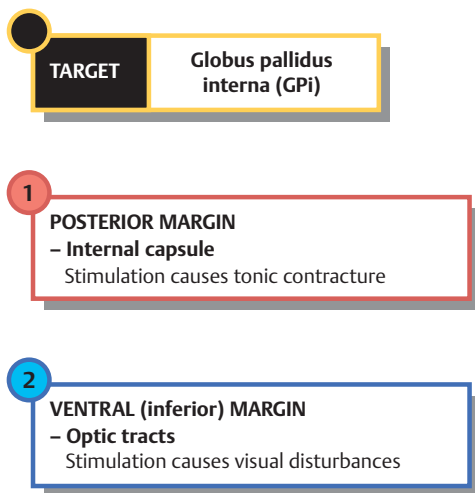 TARGET
Globus pallidus
interna (GPi)
1
POSTERIOR MARGIN
– Internal capsule
Stimulation causes tonic contracture
2
VENTRAL (inferior) MARGIN
– Optic tracts
Stimulation causes visual disturbances